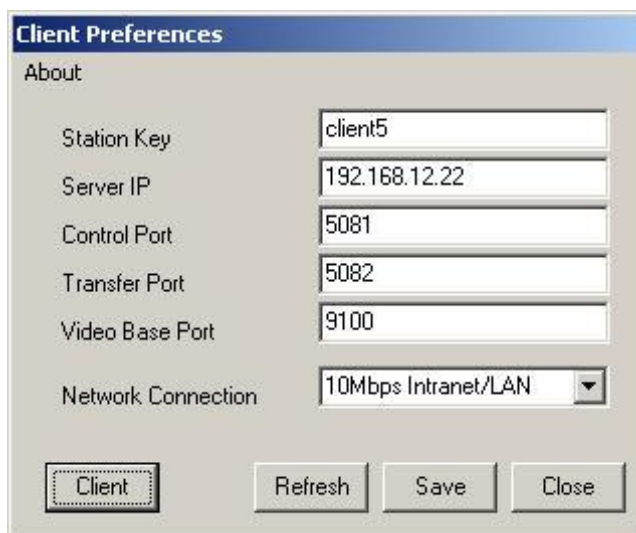 Client Preferences
About
Station Key client5
Server IP 192.168.12.22
Control Port 5081
Transfer Port 5082
Video Base Port 9100
Network Connection 10Mbps Intranet/LAN
Client Refresh Save Close